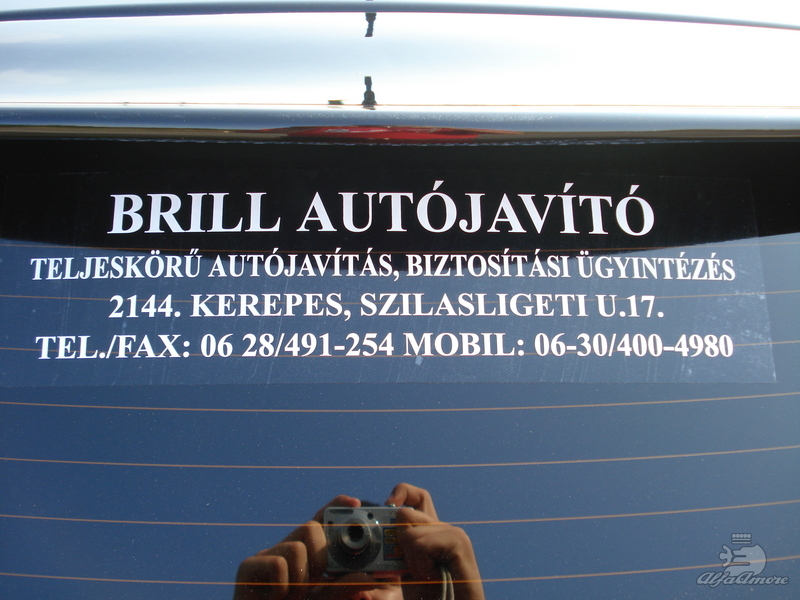 BRILL AUTÓJAVÍTÓ
TELJESKÖRŰ AUTÓJAVÍTÁS, BIZTOSÍTÁSI ÜGYINTÉZÉS
2144. KEREPES, SZILASLIGETI U.17.
TEL./FAX: 06 28/491-254 MOBIL: 06-30/400-4980
AlfaAmore